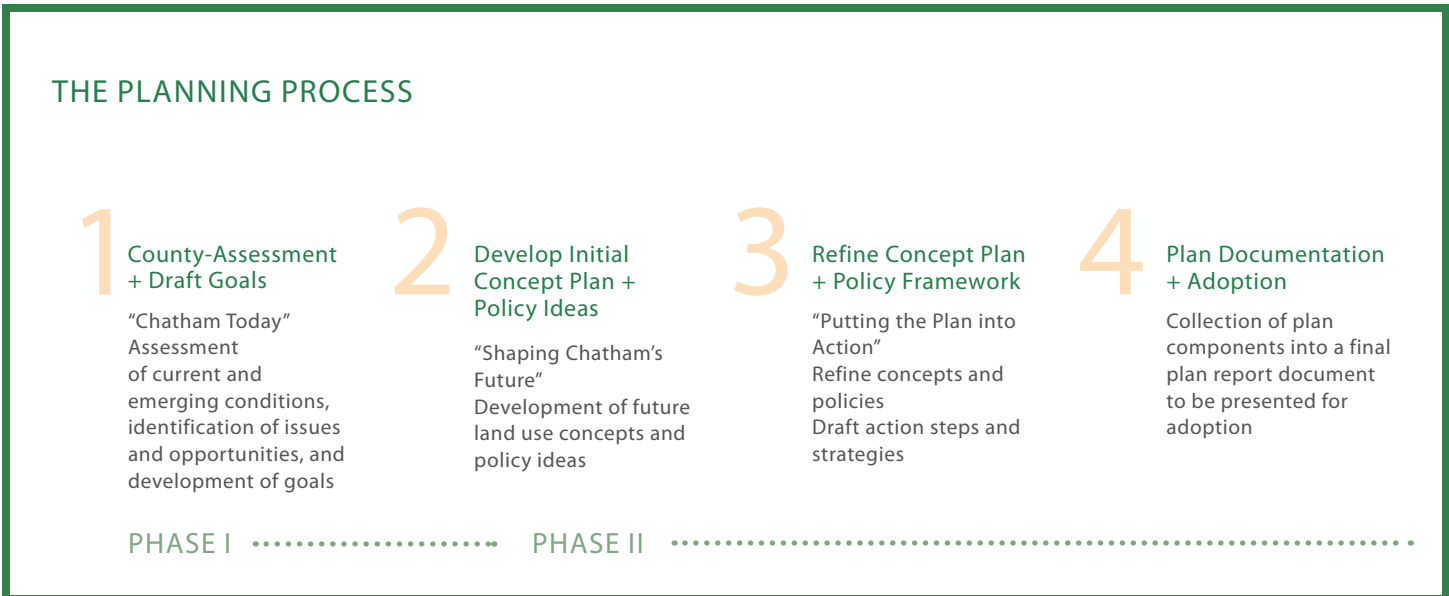 THE PLANNING PROCESS
1
County-Assessment
+ Draft Goals
“Chatham Today”
Assessment
of current and
emerging conditions,
identification of issues
and opportunities, and
development of goals
2
Develop Initial
Concept Plan +
Policy Ideas
“Shaping Chatham’s
Future”
Development of future
land use concepts and
policy ideas
3
Refine Concept Plan
+ Policy Framework
“Putting the Plan into
Action”
Refine concepts and
policies
Draft action steps and
strategies
4
Plan Documentation
+ Adoption
Collection of plan
components into a final
plan report document
to be presented for
adoption
PHASE I
PHASE II